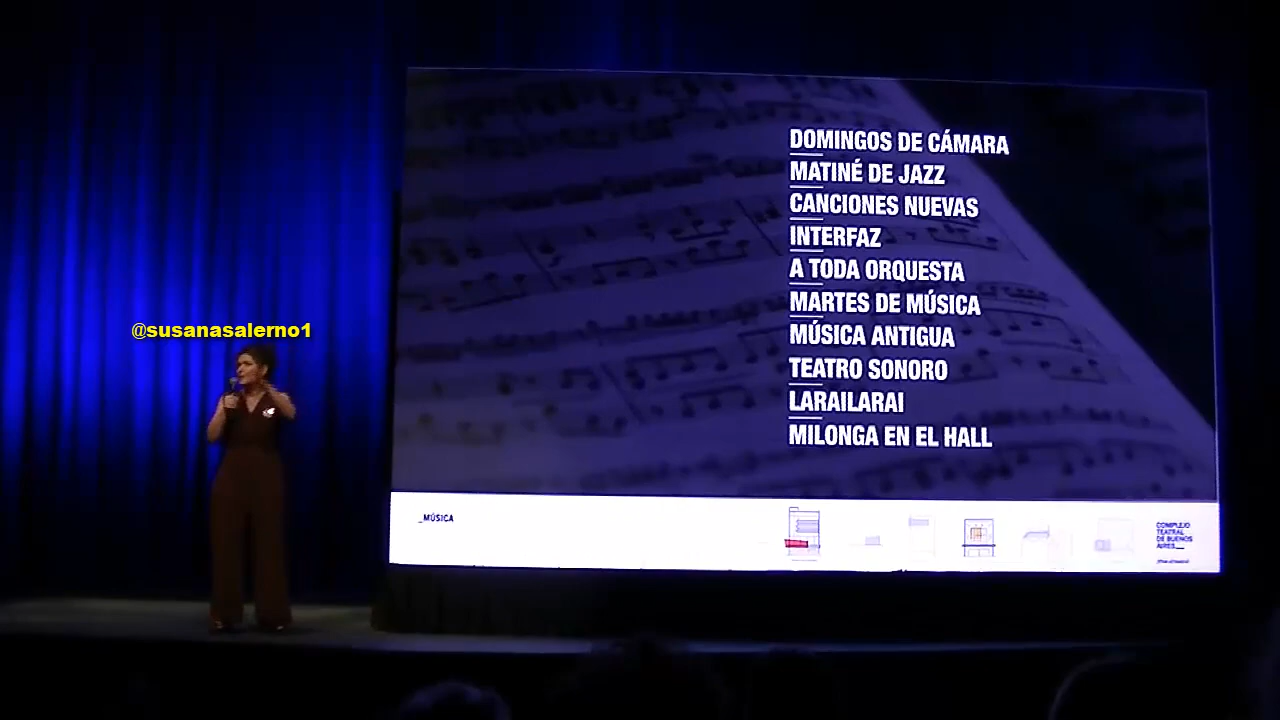 @susanasalerno1
DOMINGOS DE CÁMARA
MATINÉ DE JAZZ
CANCIONES NUEVAS
INTERFAZ
A TODA ORQUESTA
MARTES DE MÚSICA
MÚSICA ANTIGUA
TEATRO SONORO
LARAILARAI
MILONGA EN EL HALL
_MÚSICA
COMPLEJO
TEATRAL
DE BUENOS
AIRES__